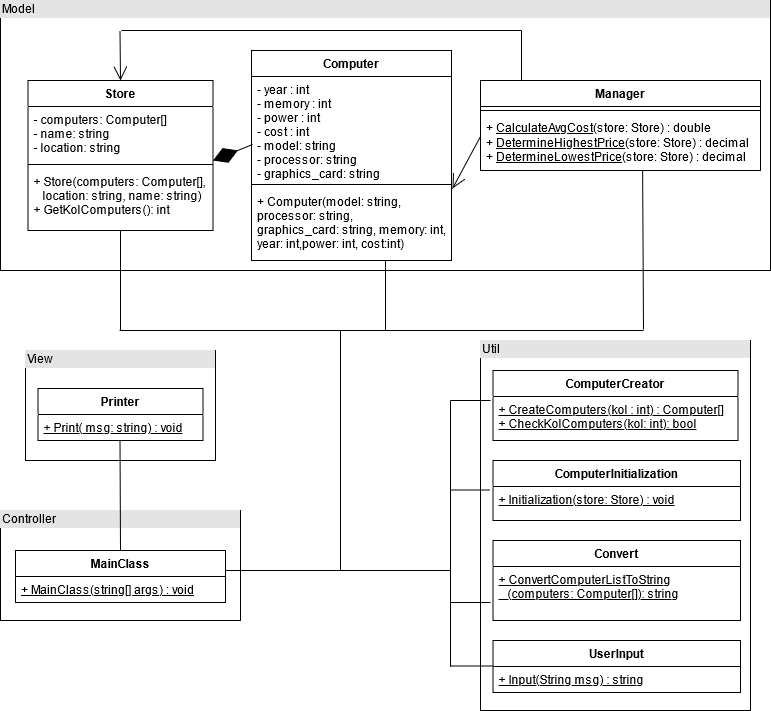 Model
Store
- computers: Computer[]
- name: string
- location: string
+ Store(computers: Computer[],
location: string, name: string)
+ GetKolComputers(): int
Computer
- year : int
- memory : int
- power : int
- cost : int
- model: string
- processor: string
- graphics_card: string
+ Computer(model: string,
processor: string,
graphics_card: string, memory: int,
year: int,power: int, cost:int)
Manager
+ CalculateAvgCost(store: Store) : double
+ DetermineHighestPrice(store: Store) : decimal
+ DetermineLowestPrice(store: Store) : decimal
View
Printer
+ Print( msg: string) : void
Controller
MainClass
+ MainClass(string[] args) : void
Util
ComputerCreator
+ CreateComputers(kol : int) : Computer[]
+ CheckKolComputers(kol: int): bool
ComputerInitialization
+ Initialization(store: Store) : void
Convert
+ ConvertComputerListToString
(computers: Computer[]): string
UserInput
+ Input(String msg) : string